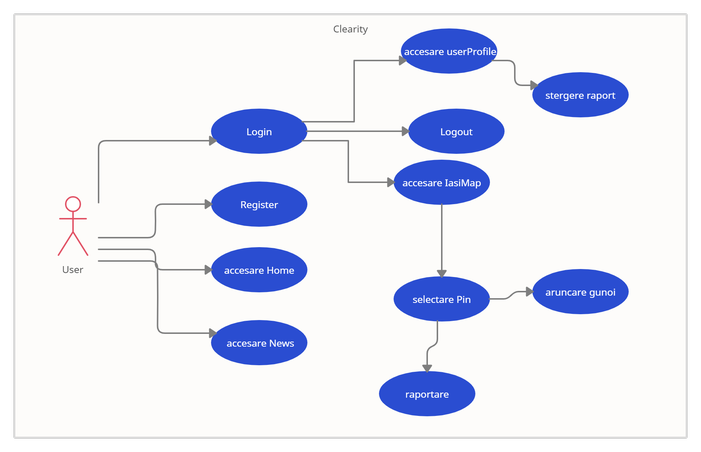 Clearity
accesare userProfile
stergere raport
Login
Logout
accesare IasiMap
Register
User
accesare Home
selectare Pin
aruncare gunoi
accesare News
raportare